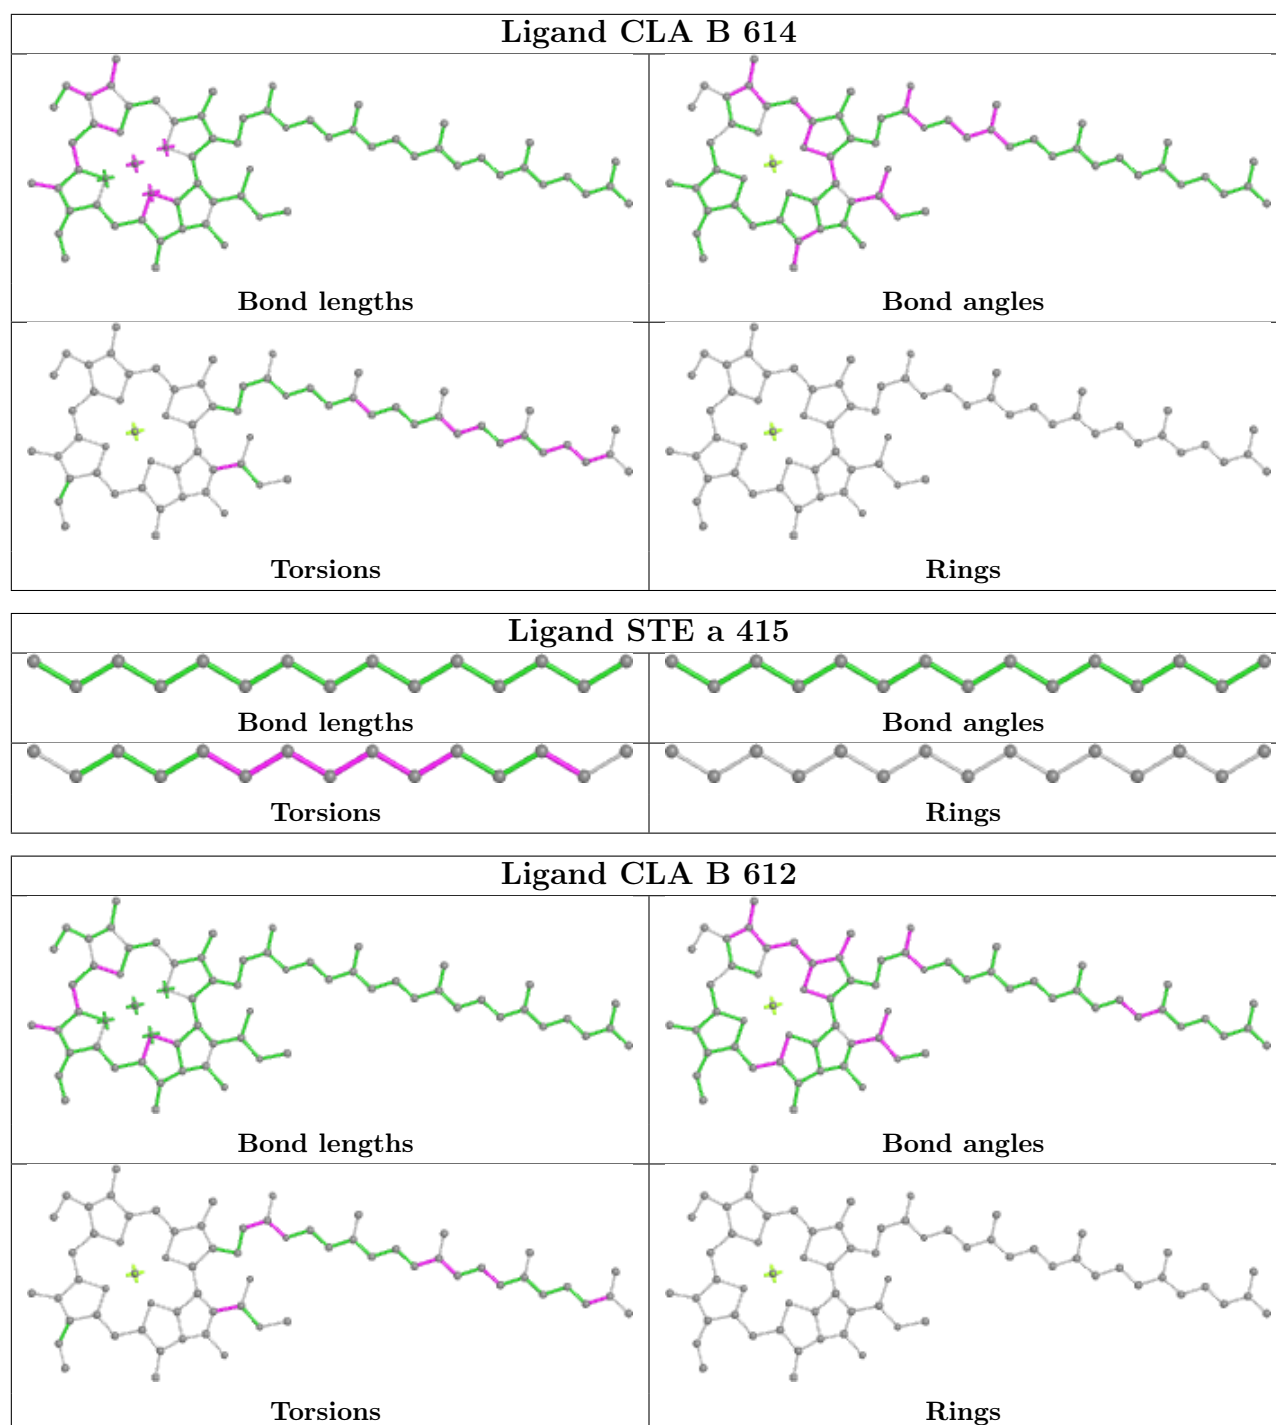 Ligand CLA B 614
Bond lengths
Bond angles
Torsions
Rings
Ligand STE a 415
Bond lengths
Bond angles
Torsions
Rings
Ligand CLA B 612
Bond lengths
Bond angles
Torsions
Rings